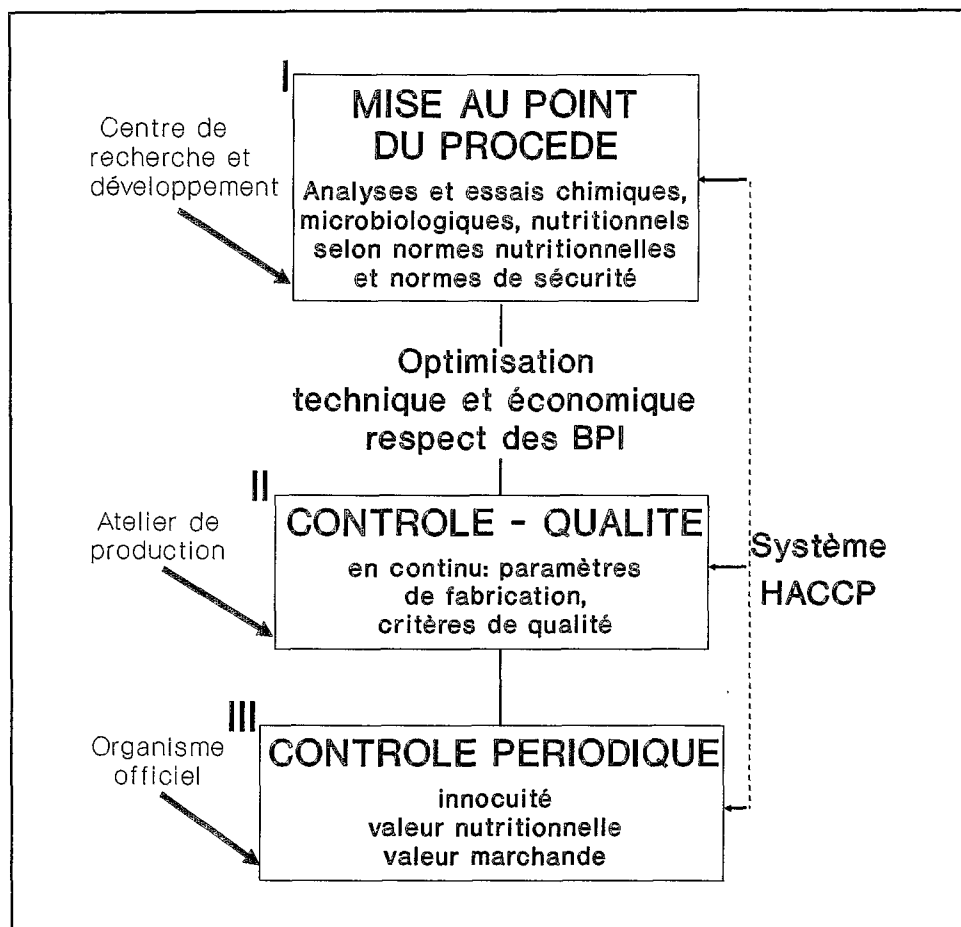 I
MISE AU POINT
DU PROCEDE
Analyses et essais chimiques,
microbiologiques, nutritionnels
selon normes nutritionnelles
et normes de sécurité
Centre de
recherche et
développement
Optimisation
technique et économique
respect des BPI
II
CONTROLE - QUALITE
en continu: paramètres
de fabrication,
critères de qualité
Atelier de
production
Système
HACCP
III
CONTROLE PERIODIQUE
innocuité
valeur nutritionnelle
valeur marchande
Organisme
officiel